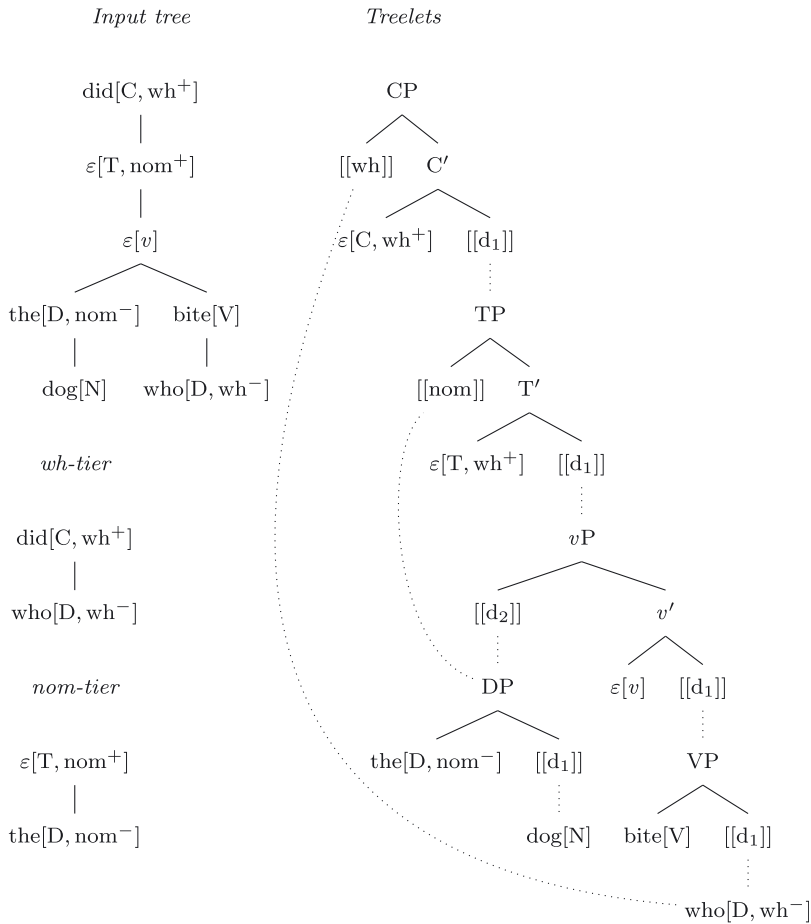 Input tree
Treelets
did[C, wh⁺]
CP
ε[T, nom⁺]
[[wh]]
C′
ε[v]
ε[C, wh⁺]
[[d₁]]
the[D, nom⁻]
bite[V]
TP
dog[N]
who[D, wh⁻]
[[nom]]
T′
wh-tier
ε[T, wh⁺]
[[d₁]]
did[C, wh⁺]
vP
who[D, wh⁻]
[[d₂]]
v′
nom-tier
DP
ε[v]
[[d₁]]
ε[T, nom⁺]
the[D, nom⁻]
[[d₁]]
VP
the[D, nom⁻]
dog[N]
bite[V]
[[d₁]]
who[D, wh⁻]